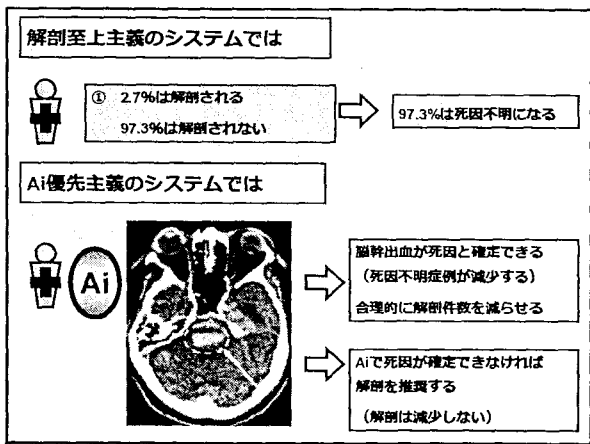 解剖至上主義のシステムでは
① 2.7%は解剖される
97.3%は解剖されない
97.3%は死因不明になる
Ai優先主義のシステムでは
Ai
脳幹出血が死因と確定できる
（死因不明症例が減少する）
合理的に解剖件数を減らせる
Aiで死因が確定できなければ
解剖を推奨する
（解剖は減少しない）